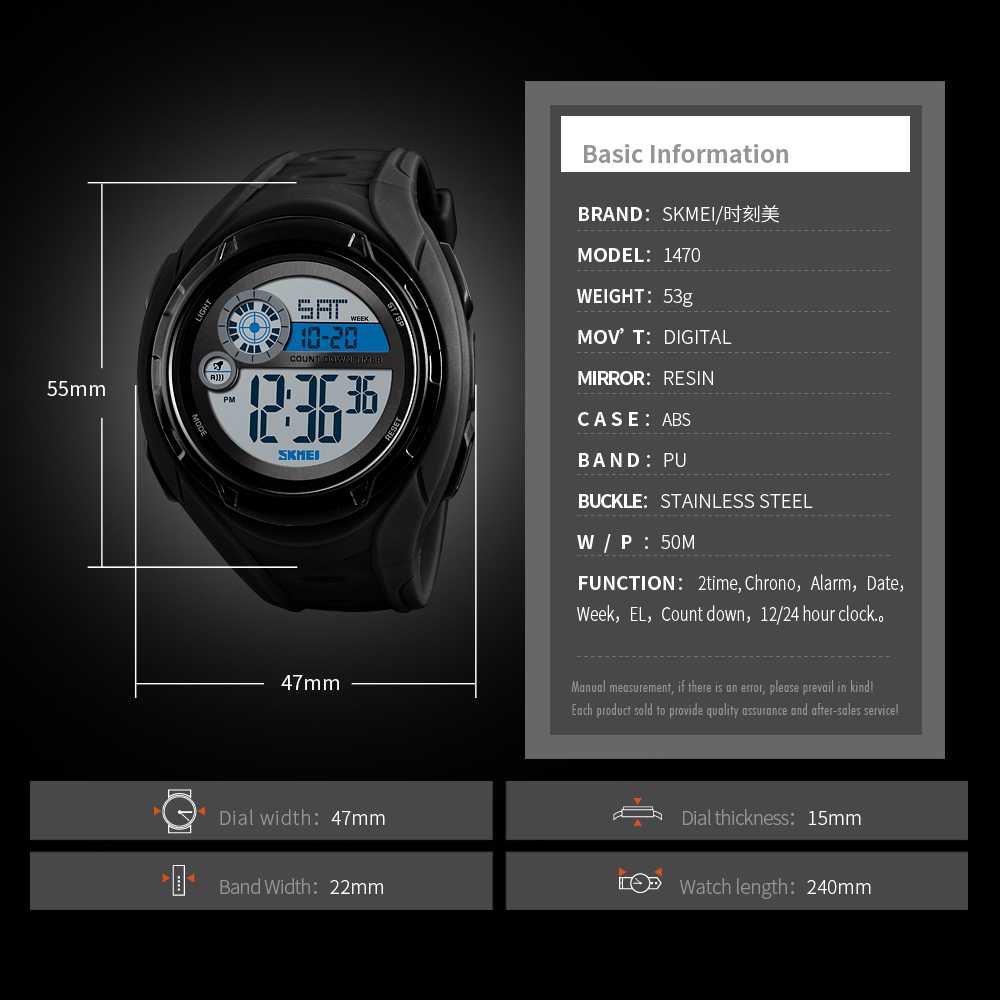 55mm
47mm
LIGHT
ST/SP
MODE
RESET
SAT
WEEK
10-20
COUNT DOWN TIMER
PM
12:36 36
SKMEI
Basic Information
BRAND： SKMEI/时刻美
MODEL： 1470
WEIGHT： 53g
MOV’ T： DIGITAL
MIRROR： RESIN
CASE： ABS
BAND： PU
BUCKLE： STAINLESS STEEL
W / P ： 50M
FUNCTION： 2time, Chrono，Alarm，Date，
Week，EL，Count down，12/24 hour clock.。
Manual measurement, if there is an error, please prevail in kind!
Each product sold to provide quality assurance and after-sales service!
Dial width： 47mm
Dial thickness： 15mm
Band Width： 22mm
Watch length： 240mm